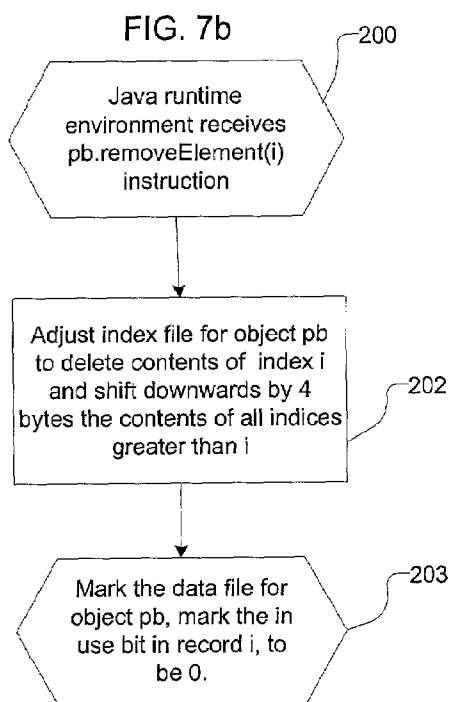 FIG. 7b
200
Java runtime
environment receives
pb.removeElement(i)
instruction
Adjust index file for object pb
to delete contents of index i
and shift downwards by 4
bytes the contents of all indices
greater than i
202
Mark the data file for
object pb, mark the in
use bit in record i, to
be 0.
203